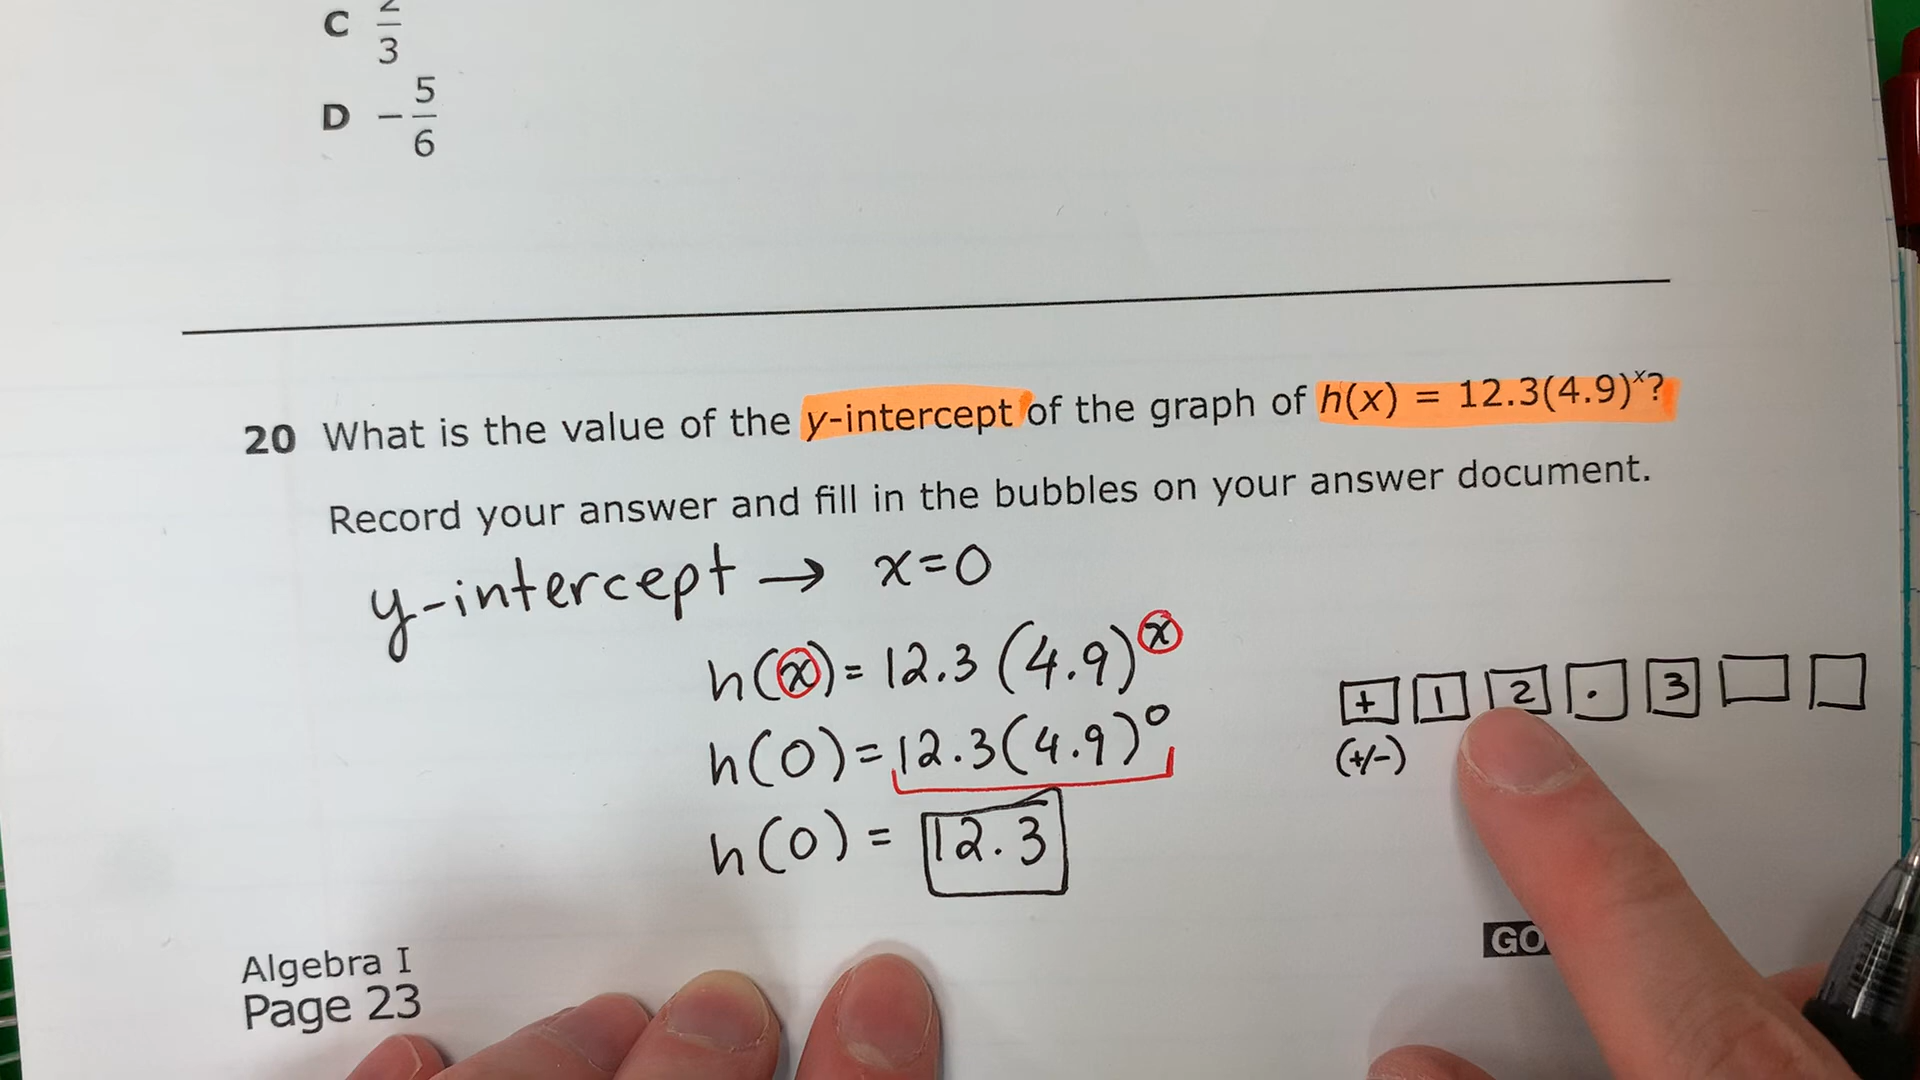 C 2/3
D -5/6
20 What is the value of the y-intercept of the graph of h(x) = 12.3(4.9)^x?
Record your answer and fill in the bubbles on your answer document.
y-intercept → x=0
h(x) = 12.3 (4.9)^x
h(0) = 12.3(4.9)^0
h(0) = 12.3
+ 1 2 . 3
(+/-)
GO
Algebra I
Page 23